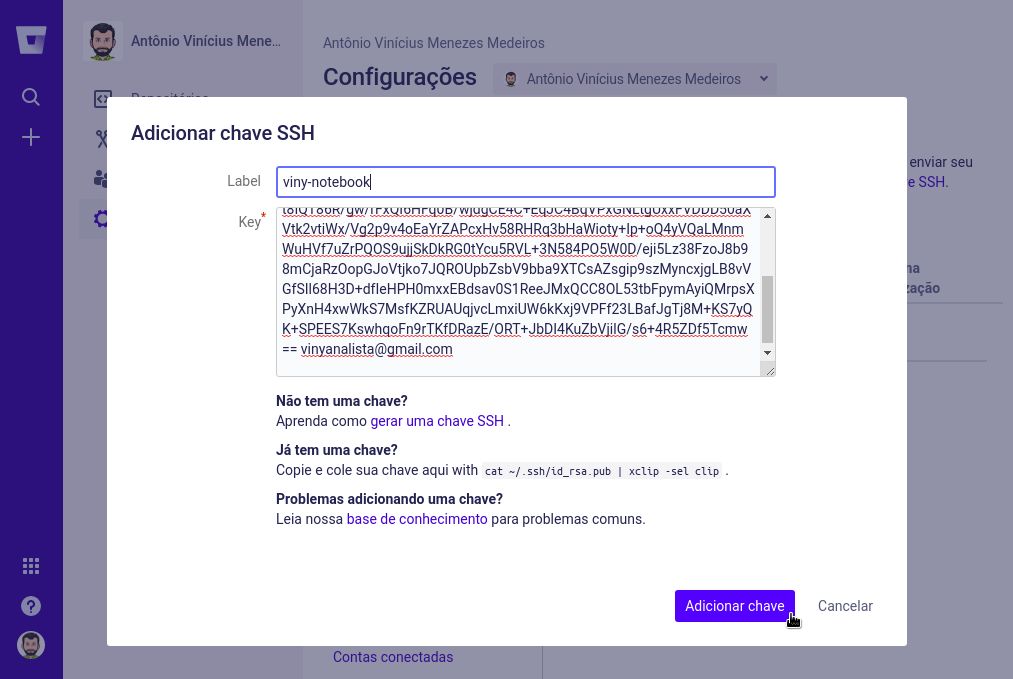 Antônio Vinícius Mene...
Antônio Vinícius Menezes Medeiros
Configurações
Antônio Vinícius Menezes Medeiros
Repositórios
Adicionar chave SSH
enviar seu
e SSH.
Label
viny-notebook
Key*
Vtk2vtiWx/Vg2p9v4oEaYrZAPcxHv58RHRq3bHaWioty+lp+oQ4yVQaLMnm
WuHVf7uZrPQOS9ujjSkDkRG0tYcu5RVL+3N584PO5W0D/eji5Lz38FzoJ8b9
8mCjaRzOopGJoVtjko7JQROUpbZsbV9bba9XTCsAZsgip9szMyncxjgLB8vV
GfSIl68H3D+dfIeHPH0mxxEBdsav0S1ReeJMxQCC8OL53tbFpymAyiQMrpsX
PyXnH4xwWkS7MsfKZRUAUqjvcLmxiUW6kKxj9VPFf23LBafJgTj8M+KS7yQ
K+SPEES7KswhqoFn9rTKfDRazE/ORT+JbDl4KuZbVjilG/s6+4R5ZDf5Tcmw
== vinyanalista@gmail.com
na
zação
Não tem uma chave?
Aprenda como gerar uma chave SSH .
Já tem uma chave?
Copie e cole sua chave aqui with cat ~/.ssh/id_rsa.pub | xclip -sel clip .
Problemas adicionando uma chave?
Leia nossa base de conhecimento para problemas comuns.
Adicionar chave
Cancelar
Contas conectadas